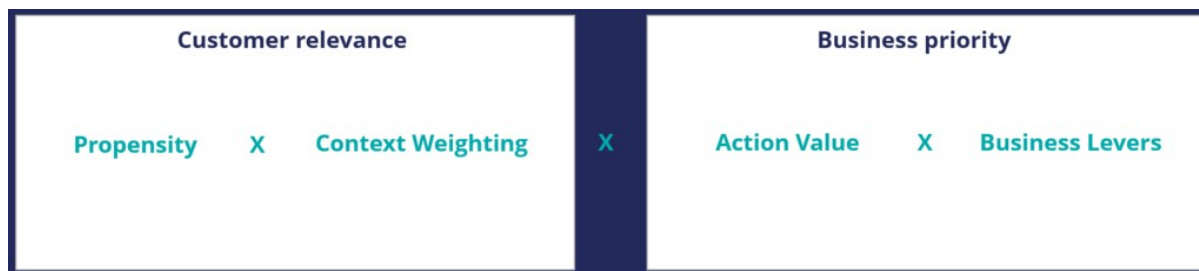 Customer relevance
Business priority
Propensity X Context Weighting X Action Value X Business Levers